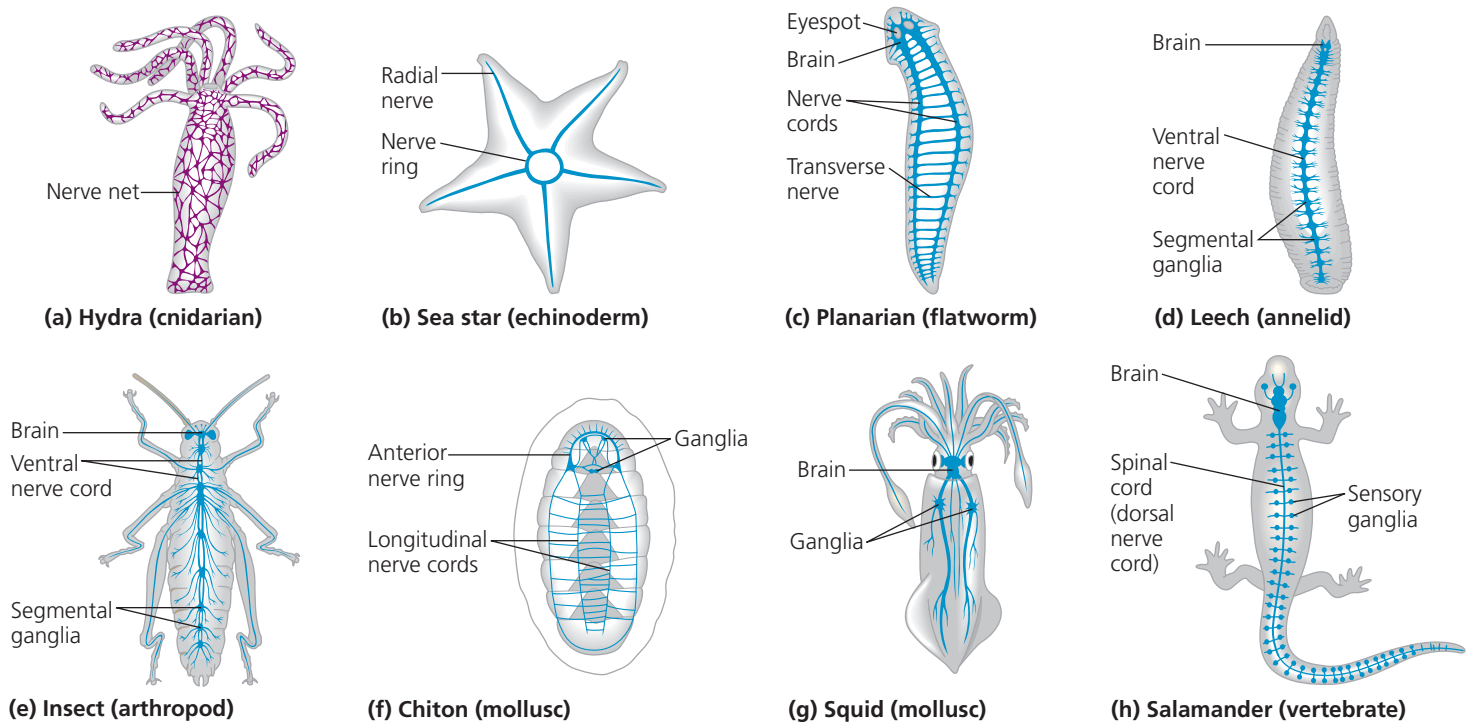 Nerve net
(a) Hydra (cnidarian)
Radial
nerve
Nerve
ring
(b) Sea star (echinoderm)
Eyespot
Brain
Nerve
cords
Transverse
nerve
(c) Planarian (flatworm)
Brain
Ventral
nerve
cord
Segmental
ganglia
(d) Leech (annelid)
Brain
Ventral
nerve cord
Segmental
ganglia
(e) Insect (arthropod)
Anterior
nerve ring
Ganglia
Longitudinal
nerve cords
(f) Chiton (mollusc)
Brain
Ganglia
(g) Squid (mollusc)
Brain
Spinal
cord
(dorsal
nerve
cord)
Sensory
ganglia
(h) Salamander (vertebrate)